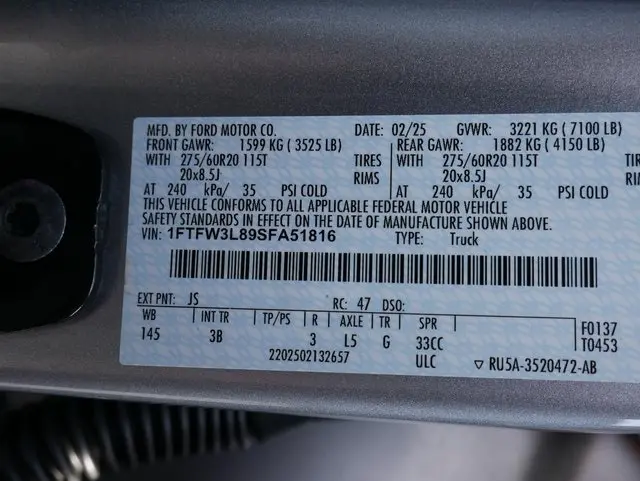 MFD. BY FORD MOTOR CO. DATE: 02/25 GVWR: 3221 KG ( 7100 LB)
FRONT GAWR: 1599 KG ( 3525 LB) REAR GAWR: 1882 KG ( 4150 LB)
WITH 275/60R20 115T TIRES WITH 275/60R20 115T TIRES
20x8.5J RIMS 20x8.5J RIMS
AT 240 kPa/ 35 PSI COLD AT 240 kPa/ 35 PSI COLD
THIS VEHICLE CONFORMS TO ALL APPLICABLE FEDERAL MOTOR VEHICLE
SAFETY STANDARDS IN EFFECT ON THE DATE OF MANUFACTURE SHOWN ABOVE.
VIN: 1FTFW3L89SFA51816 TYPE: Truck
EXT PNT: JS RC: 47 DSO:
WB INT TR TP/PS R AXLE TR SPR F0137
145 3B 3 L5 G 33CC T0453
2202502132657 ULC ▽ RU5A-3520472-AB